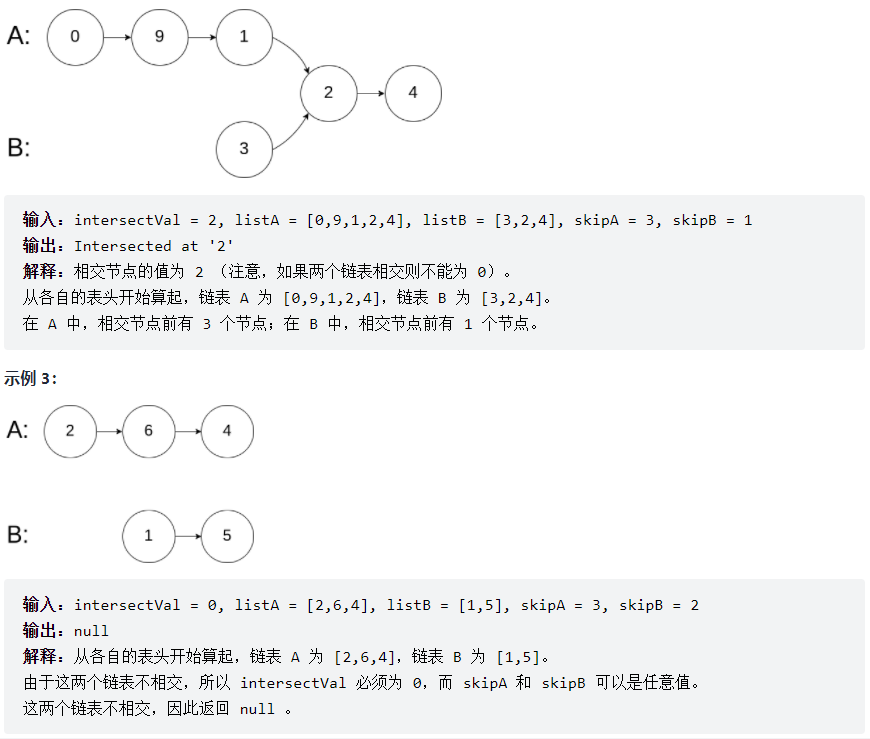 A: 0 9 1
2 4
B: 3
输入：intersectVal = 2, listA = [0,9,1,2,4], listB = [3,2,4], skipA = 3, skipB = 1
输出：Intersected at '2'
解释：相交节点的值为 2 （注意，如果两个链表相交则不能为 0）。
从各自的表头开始算起，链表 A 为 [0,9,1,2,4]，链表 B 为 [3,2,4]。
在 A 中，相交节点前有 3 个节点；在 B 中，相交节点前有 1 个节点。
示例 3：
A: 2 6 4
B: 1 5
输入：intersectVal = 0, listA = [2,6,4], listB = [1,5], skipA = 3, skipB = 2
输出：null
解释：从各自的表头开始算起，链表 A 为 [2,6,4]，链表 B 为 [1,5]。
由于这两个链表不相交，所以 intersectVal 必须为 0，而 skipA 和 skipB 可以是任意值。
这两个链表不相交，因此返回 null 。